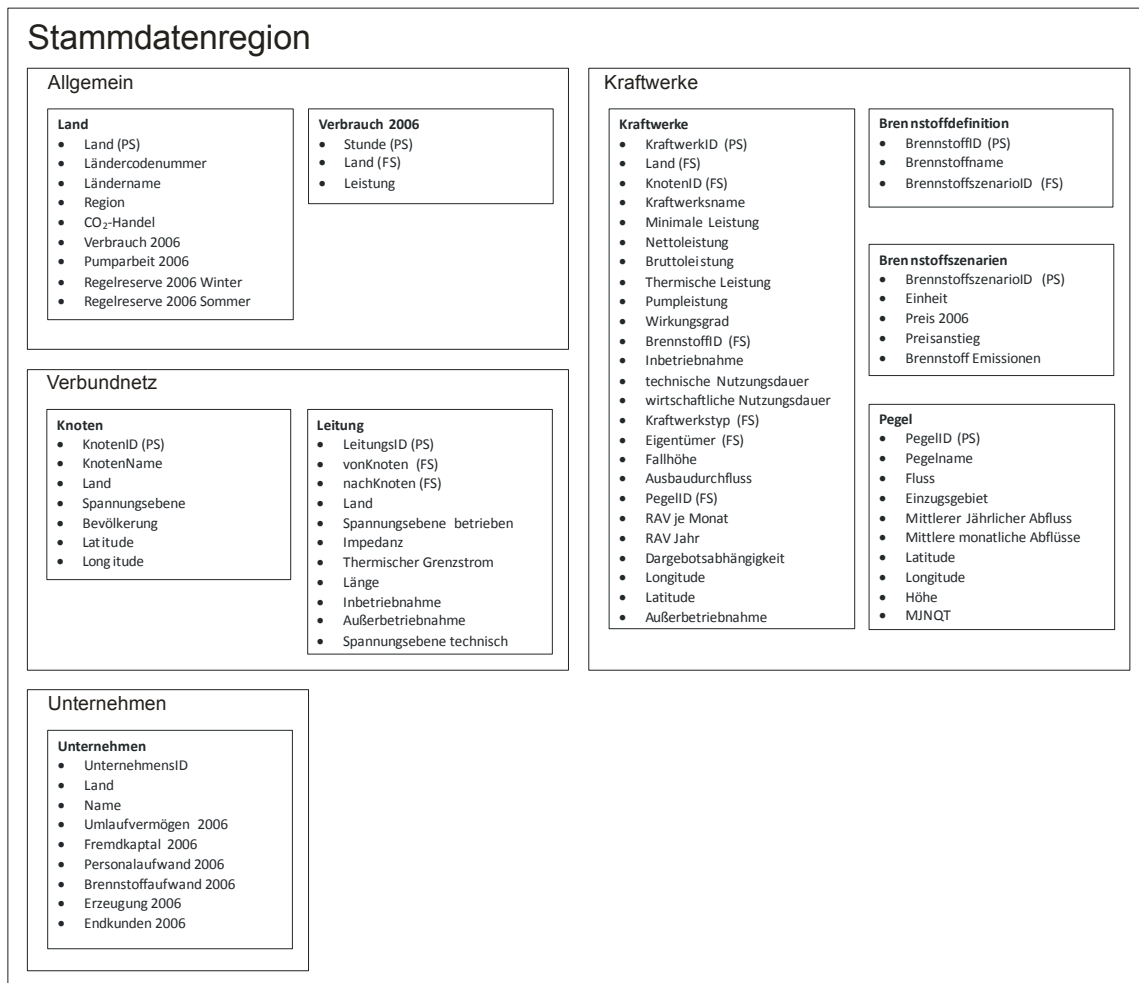 Stammdatenregion
Allgemein
Land
• Land (PS)
• Ländercodenummer
• Ländername
• Region
• CO₂-Handel
• Verbrauch 2006
• Pumparbeit 2006
• Regelreserve 2006 Winter
• Regelreserve 2006 Sommer
Verbrauch 2006
• Stunde (PS)
• Land (FS)
• Leistung
Verbundnetz
Knoten
• KnotenID (PS)
• KnotenName
• Land
• Spannungsebene
• Bevölkerung
• Latitude
• Longitude
Leitung
• LeitungsID (PS)
• vonKnoten (FS)
• nachKnoten (FS)
• Land
• Spannungsebene betrieben
• Impedanz
• Thermischer Grenzstrom
• Länge
• Inbetriebnahme
• Außerbetriebnahme
• Spannungsebene technisch
Unternehmen
Unternehmen
• UnternehmensID
• Land
• Name
• Umlaufvermögen 2006
• Fremdkaptal 2006
• Personalaufwand 2006
• Brennstoffaufwand 2006
• Erzeugung 2006
• Endkunden 2006
Kraftwerke
Kraftwerke
• KraftwerkID (PS)
• Land (FS)
• KnotenID (FS)
• Kraftwerksname
• Minimale Leistung
• Nettoleistung
• Bruttoleistung
• Thermische Leistung
• Pumpleistung
• Wirkungsgrad
• BrennstoffID (FS)
• Inbetriebnahme
• technische Nutzungsdauer
• wirtschaftliche Nutzungsdauer
• Kraftwerkstyp (FS)
• Eigentümer (FS)
• Fallhöhe
• Ausbaudurchfluss
• PegelID (FS)
• RAV je Monat
• RAV Jahr
• Dargebotsabhängigkeit
• Longitude
• Latitude
• Außerbetriebnahme
Brennstoffdefinition
• BrennstoffID (PS)
• Brennstoffname
• BrennstoffszenarioID (FS)
Brennstoffszenarien
• BrennstoffszenarioID (PS)
• Einheit
• Preis 2006
• Preisanstieg
• Brennstoff Emissionen
Pegel
• PegelID (PS)
• Pegelname
• Fluss
• Einzugsgebiet
• Mittlerer Jährlicher Abfluss
• Mittlere monatliche Abflüsse
• Latitude
• Longitude
• Höhe
• MJNQT